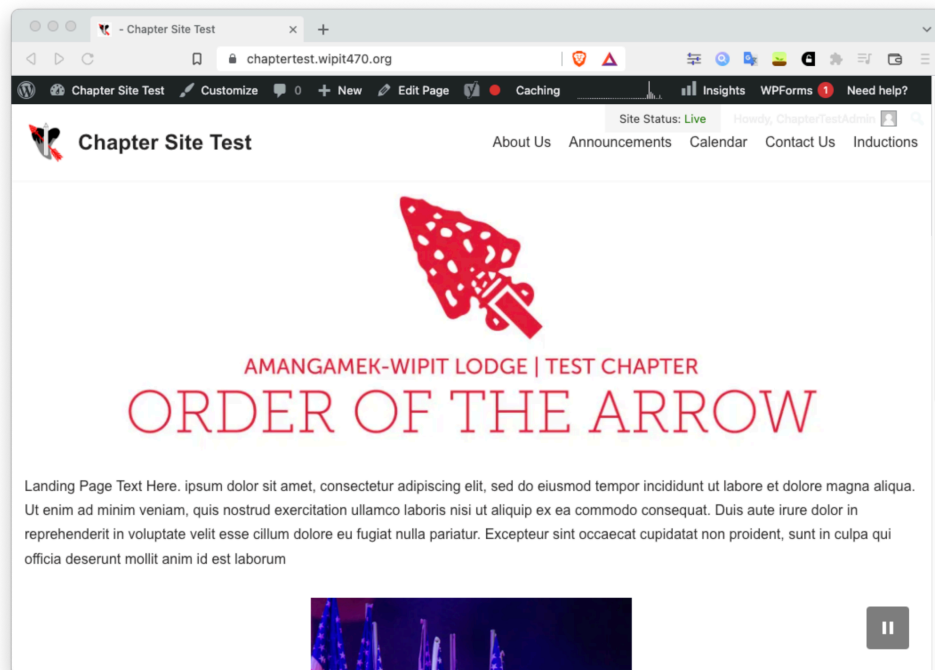 - Chapter Site Test
chaptertest.wipit470.org
Chapter Site Test Customize 0 New Edit Page Caching Insights WPForms 1 Need help?
Site Status: Live Howdy, ChapterTestAdmin
Chapter Site Test
About Us Announcements Calendar Contact Us Inductions
AMANGAMEK-WIPIT LODGE | TEST CHAPTER
ORDER OF THE ARROW
Landing Page Text Here. ipsum dolor sit amet, consectetur adipiscing elit, sed do eiusmod tempor incididunt ut labore et dolore magna aliqua.
Ut enim ad minim veniam, quis nostrud exercitation ullamco laboris nisi ut aliquip ex ea commodo consequat. Duis aute irure dolor in
reprehenderit in voluptate velit esse cillum dolore eu fugiat nulla pariatur. Excepteur sint occaecat cupidatat non proident, sunt in culpa qui
officia deserunt mollit anim id est laborum